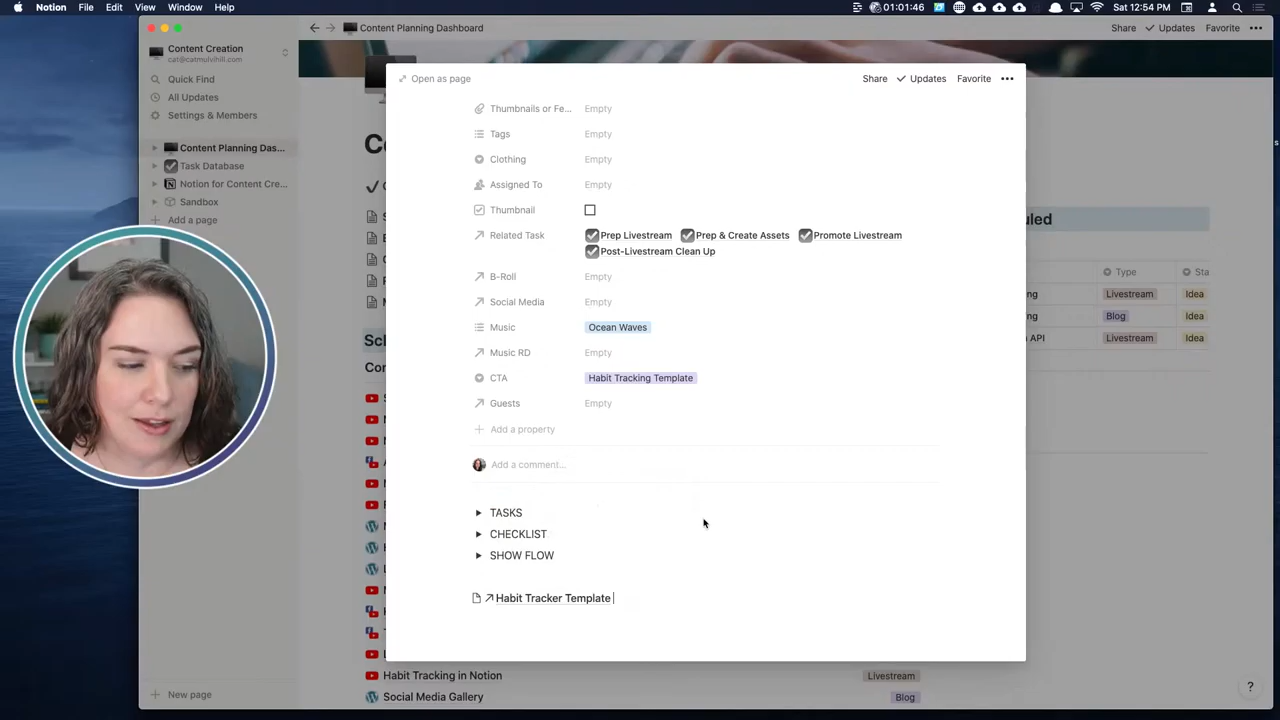 Notion File Edit View Window Help
01:01:46
Sat 12:54 PM
Content Planning Dashboard
Share Updates Favorite
Content Creation
cat@catmulvihill.com
Quick Find
All Updates
Settings & Members
Content Planning Das...
Task Database
Notion for Content Cre...
Sandbox
Add a page
New page
Open as page
Share Updates Favorite
Thumbnails or Fe... Empty
Tags Empty
Clothing Empty
Assigned To Empty
Thumbnail
Related Task Prep Livestream Prep & Create Assets Promote Livestream
Post-Livestream Clean Up
B-Roll Empty
Social Media Empty
Music Ocean Waves
Music RD Empty
CTA Habit Tracking Template
Guests Empty
Add a property
Add a comment...
TASKS
CHECKLIST
SHOW FLOW
Habit Tracker Template
Type Sta
Livestream Idea
Blog Idea
API Livestream Idea
Habit Tracking in Notion Livestream
Social Media Gallery Blog
?